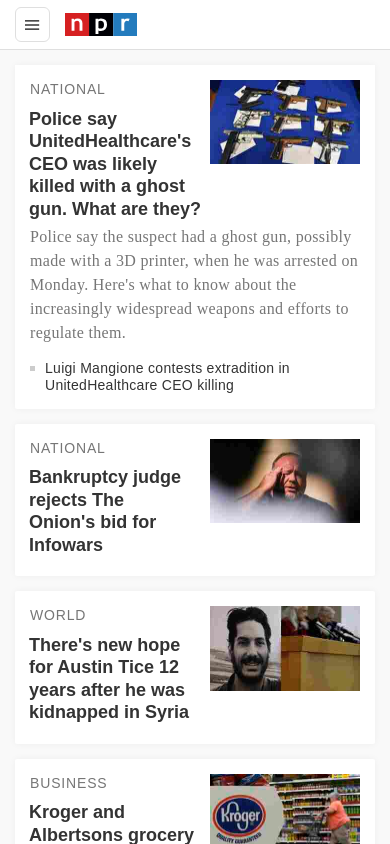 npr
NATIONAL
Police say
UnitedHealthcare's
CEO was likely
killed with a ghost
gun. What are they?
Police say the suspect had a ghost gun, possibly
made with a 3D printer, when he was arrested on
Monday. Here's what to know about the
increasingly widespread weapons and efforts to
regulate them.
Luigi Mangione contests extradition in
UnitedHealthcare CEO killing
NATIONAL
Bankruptcy judge
rejects The
Onion's bid for
Infowars
WORLD
There's new hope
for Austin Tice 12
years after he was
kidnapped in Syria
BUSINESS
Kroger and
Albertsons grocery
Kroger
QUALITY GUARANTEED